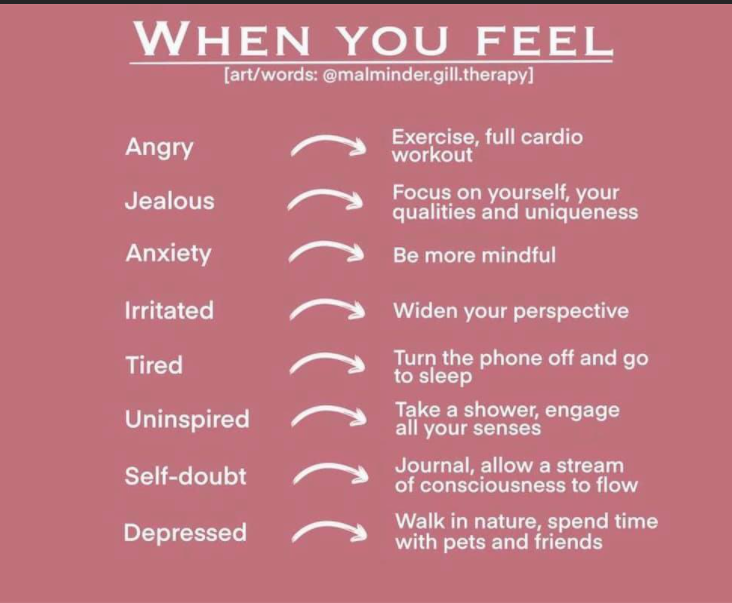 WHEN YOU FEEL
[art/words: @malminder.gill.therapy]
Angry
Exercise, full cardio
workout
Jealous
Focus on yourself, your
qualities and uniqueness
Anxiety
Be more mindful
Irritated
Widen your perspective
Tired
Turn the phone off and go
to sleep
Uninspired
Take a shower, engage
all your senses
Self-doubt
Journal, allow a stream
of consciousness to flow
Depressed
Walk in nature, spend time
with pets and friends